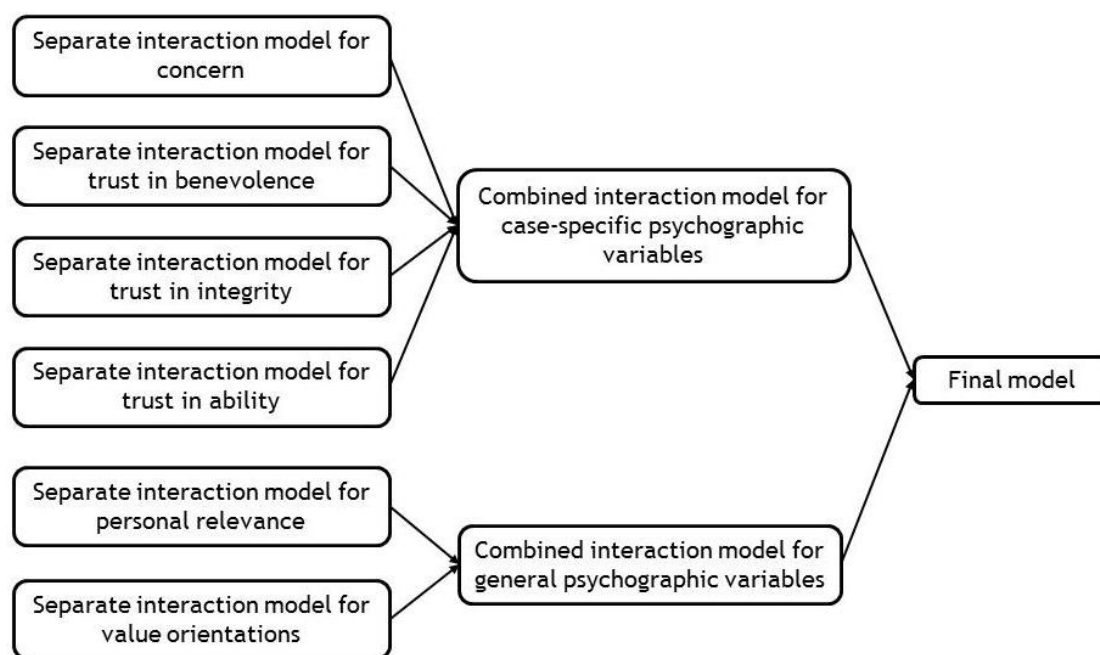 Separate interaction model for
concern
Separate interaction model for
trust in benevolence
Separate interaction model for
trust in integrity
Separate interaction model for
trust in ability
Separate interaction model for
personal relevance
Separate interaction model for
value orientations
Combined interaction model for
case-specific psychographic
variables
Combined interaction model for
general psychographic variables
Final model